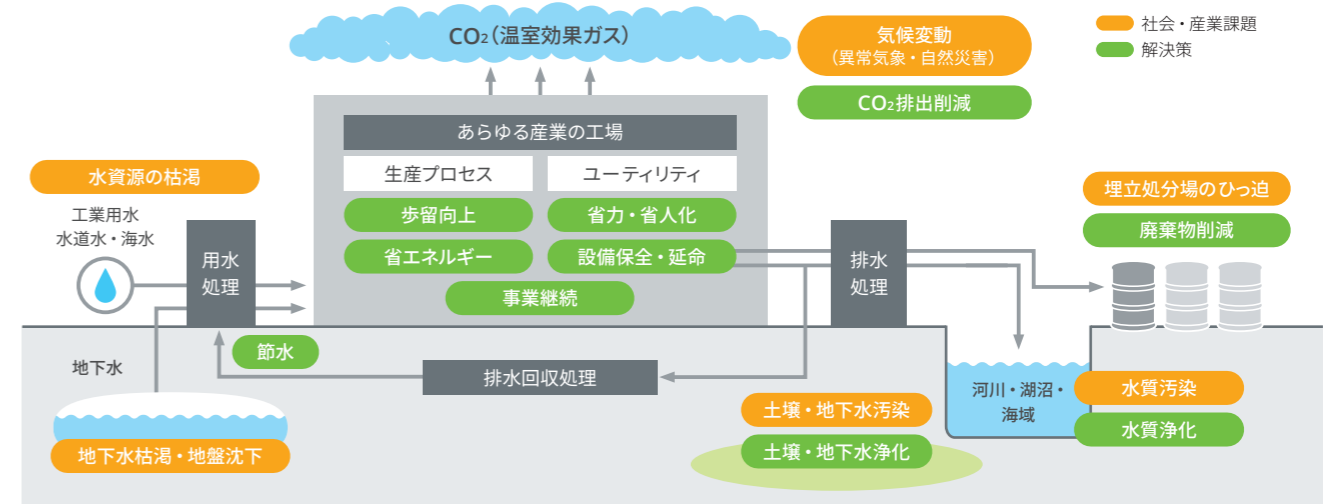 CO2(温室効果ガス)
気候変動
(異常気象・自然災害)
CO2排出削減
社会・産業課題
解決策
あらゆる産業の工場
生産プロセス
ユーティリティ
歩留向上
省力・省人化
省エネルギー
設備保全・延命
事業継続
水資源の枯渇
工業用水
水道水・海水
用水
処理
排水
処理
埋立処分場のひっ迫
廃棄物削減
節水
地下水
排水回収処理
地下水枯渇・地盤沈下
土壌・地下水汚染
土壌・地下水浄化
河川・湖沼・
海域
水質汚染
水質浄化